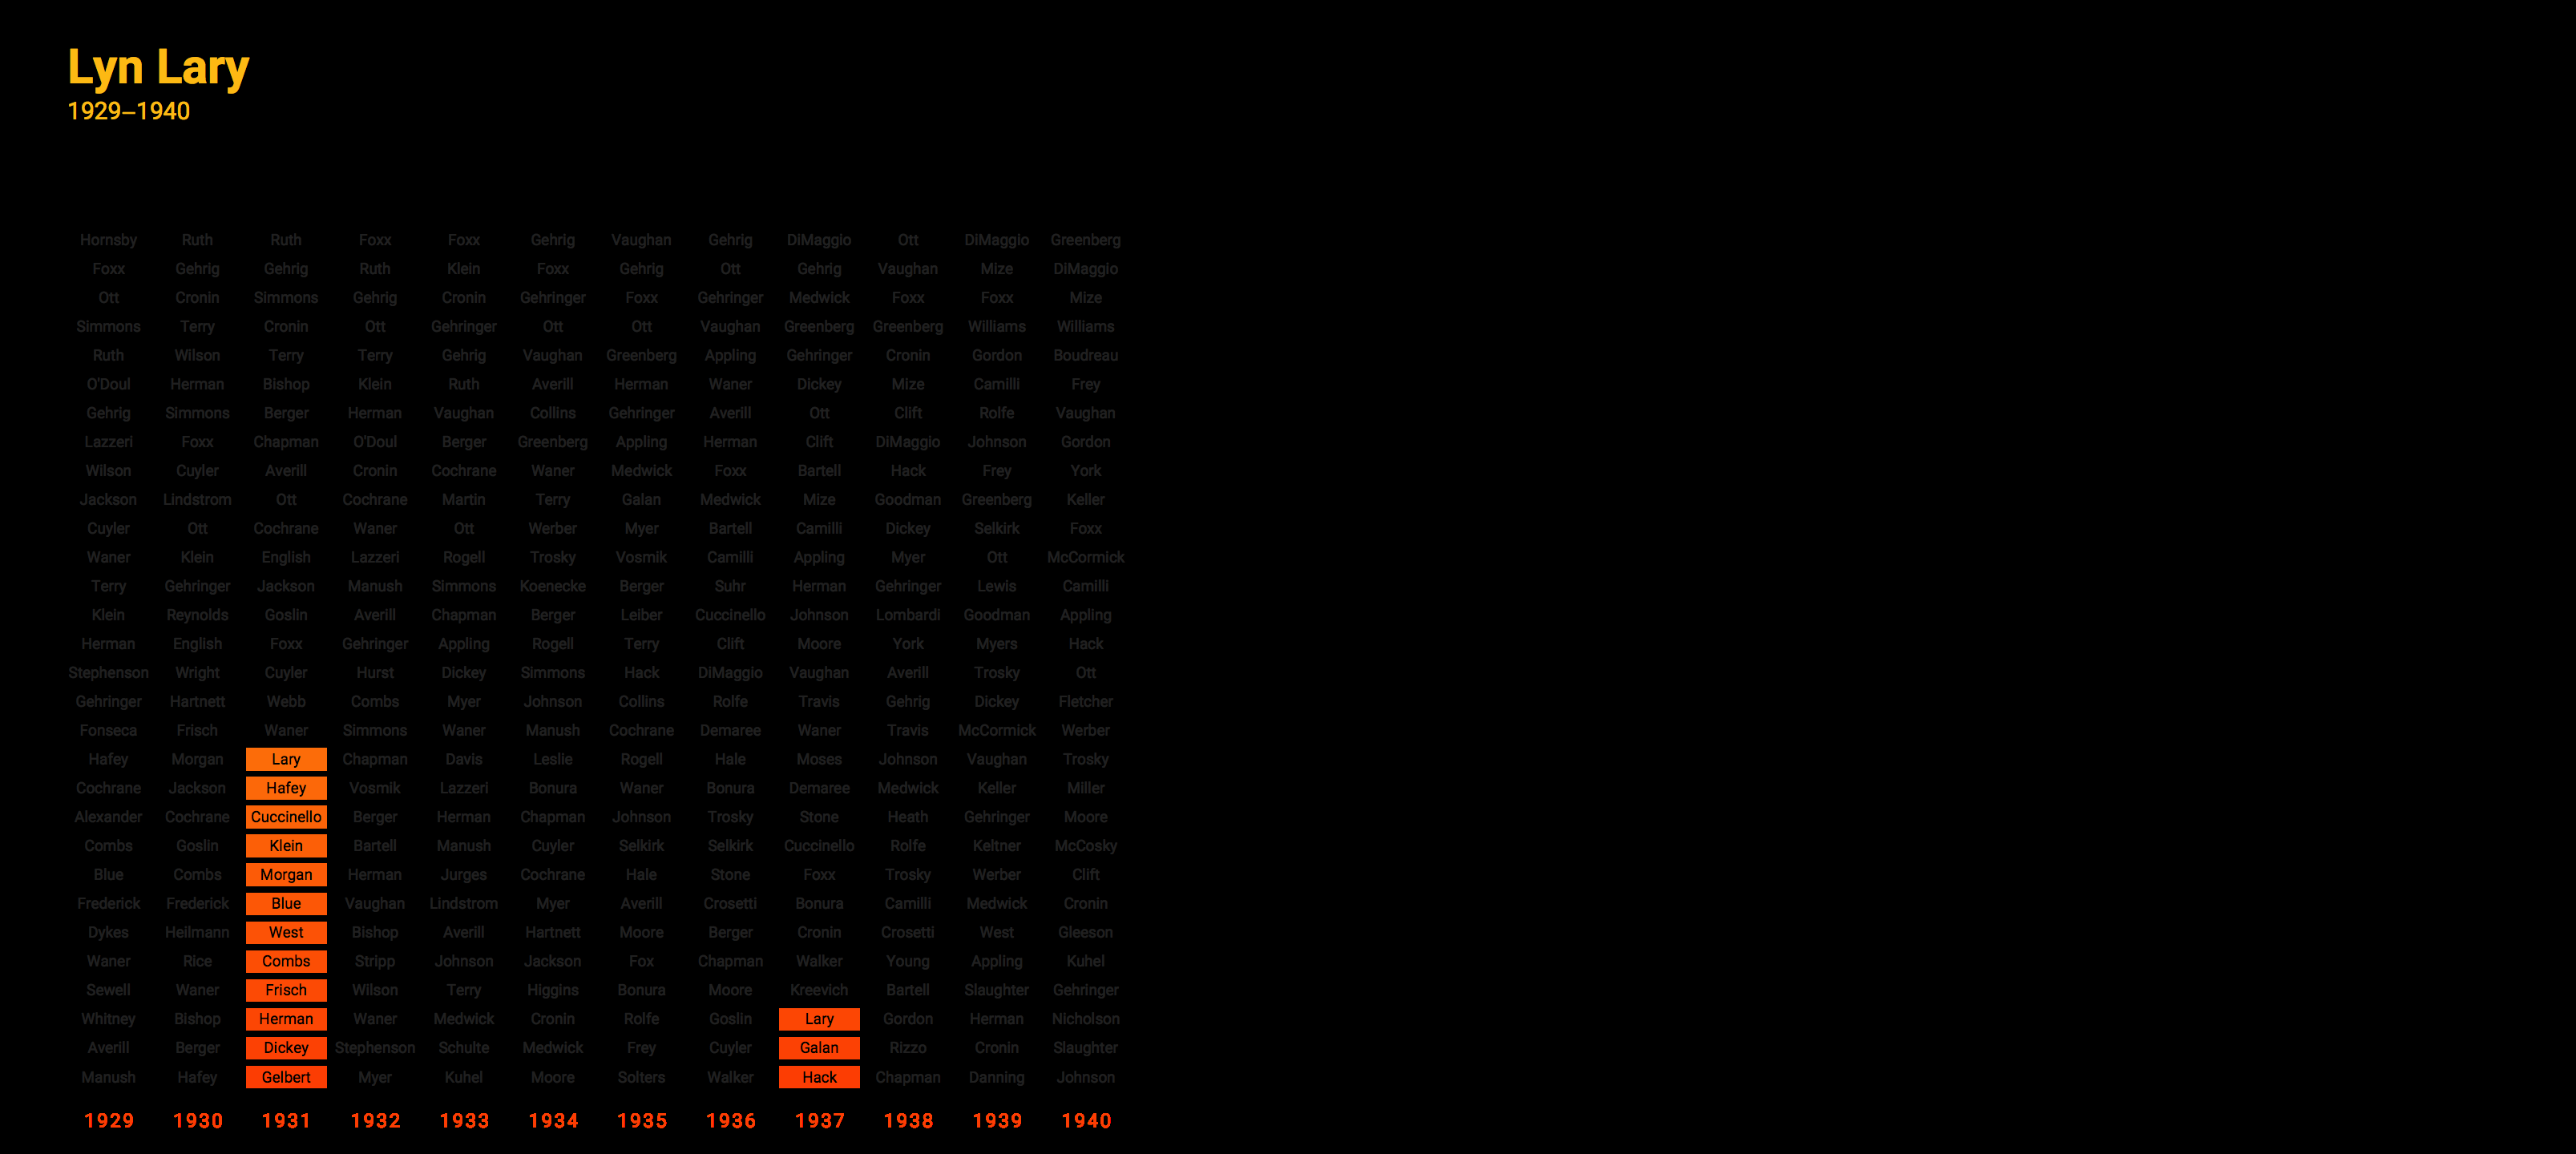 Lyn Lary
1929–1940
Hornsby Ruth Ruth Foxx Foxx Gehrig Vaughan Gehrig DiMaggio Ott DiMaggio Greenberg
Foxx Gehrig Gehrig Ruth Klein Foxx Gehrig Ott Gehrig Vaughan Mize DiMaggio
Ott Cronin Simmons Gehrig Cronin Gehringer Foxx Gehringer Medwick Foxx Foxx Mize
Simmons Terry Cronin Ott Gehringer Ott Ott Vaughan Greenberg Greenberg Williams Williams
Ruth Wilson Terry Terry Gehrig Vaughan Greenberg Appling Gehringer Cronin Gordon Boudreau
O'Doul Herman Bishop Klein Ruth Averill Herman Waner Dickey Mize Camilli Frey
Gehrig Simmons Berger Herman Vaughan Collins Gehringer Averill Ott Clift Rolfe Vaughan
Lazzeri Foxx Chapman O'Doul Berger Greenberg Appling Herman Clift DiMaggio Johnson Gordon
Wilson Cuyler Averill Cronin Cochrane Waner Medwick Foxx Bartell Hack Frey York
Jackson Lindstrom Ott Cochrane Martin Terry Galan Medwick Mize Goodman Greenberg Keller
Cuyler Ott Cochrane Waner Ott Werber Myer Bartell Camilli Dickey Selkirk Foxx
Waner Klein English Lazzeri Rogell Trosky Vosmik Camilli Appling Myer Ott McCormick
Terry Gehringer Jackson Manush Simmons Koenecke Berger Suhr Herman Gehringer Lewis Camilli
Klein Reynolds Goslin Averill Chapman Berger Leiber Cuccinello Johnson Lombardi Goodman Appling
Herman English Foxx Gehringer Appling Rogell Terry Clift Moore York Myers Hack
Stephenson Wright Cuyler Hurst Dickey Simmons Hack DiMaggio Vaughan Averill Trosky Ott
Gehringer Hartnett Webb Combs Myer Johnson Collins Rolfe Travis Gehrig Dickey Fletcher
Fonseca Frisch Waner Simmons Waner Manush Cochrane Demaree Waner Travis McCormick Werber
Hafey Morgan Lary Chapman Davis Leslie Rogell Hale Moses Johnson Vaughan Trosky
Cochrane Jackson Hafey Vosmik Lazzeri Bonura Waner Bonura Demaree Medwick Keller Miller
Alexander Cochrane Cuccinello Berger Herman Chapman Johnson Trosky Stone Heath Gehringer Moore
Combs Goslin Klein Bartell Manush Cuyler Selkirk Selkirk Cuccinello Rolfe Keltner McCosky
Blue Combs Morgan Herman Jurges Cochrane Hale Stone Foxx Trosky Werber Clift
Frederick Frederick Blue Vaughan Lindstrom Myer Averill Crosetti Bonura Camilli Medwick Cronin
Dykes Heilmann West Bishop Averill Hartnett Moore Berger Cronin Crosetti West Gleeson
Waner Rice Combs Stripp Johnson Jackson Fox Chapman Walker Young Appling Kuhel
Sewell Waner Frisch Wilson Terry Higgins Bonura Moore Kreevich Bartell Slaughter Gehringer
Whitney Bishop Herman Waner Medwick Cronin Rolfe Goslin Lary Gordon Herman Nicholson
Averill Berger Dickey Stephenson Schulte Medwick Frey Cuyler Galan Rizzo Cronin Slaughter
Manush Hafey Gelbert Myer Kuhel Moore Solters Walker Hack Chapman Danning Johnson
1929 1930 1931 1932 1933 1934 1935 1936 1937 1938 1939 1940